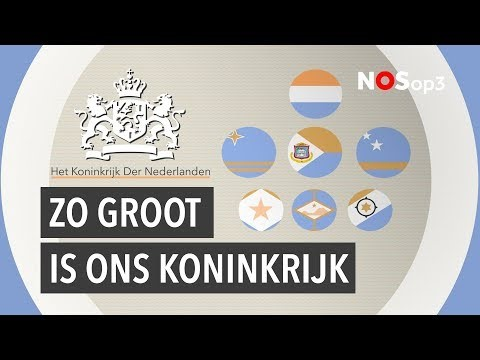 NOSop3
Het Koninkrijk Der Nederlanden
ZO GROOT
IS ONS KONINKRIJK